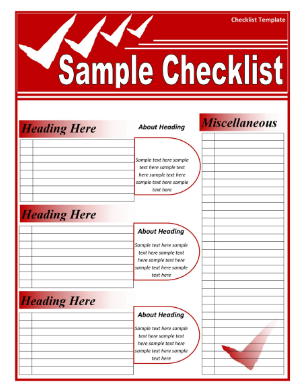 Checklist Template
Sample Checklist
Heading Here
About Heading
Sample text here sample
text here sample text
here sample text here
sample text here sample
text here
Heading Here
About Heading
Sample text here sample
text here sample text
here sample text here
sample text here sample
text here
Heading Here
About Heading
Sample text here sample
text here sample text
here sample text here
sample text here sample
text here
Miscellaneous